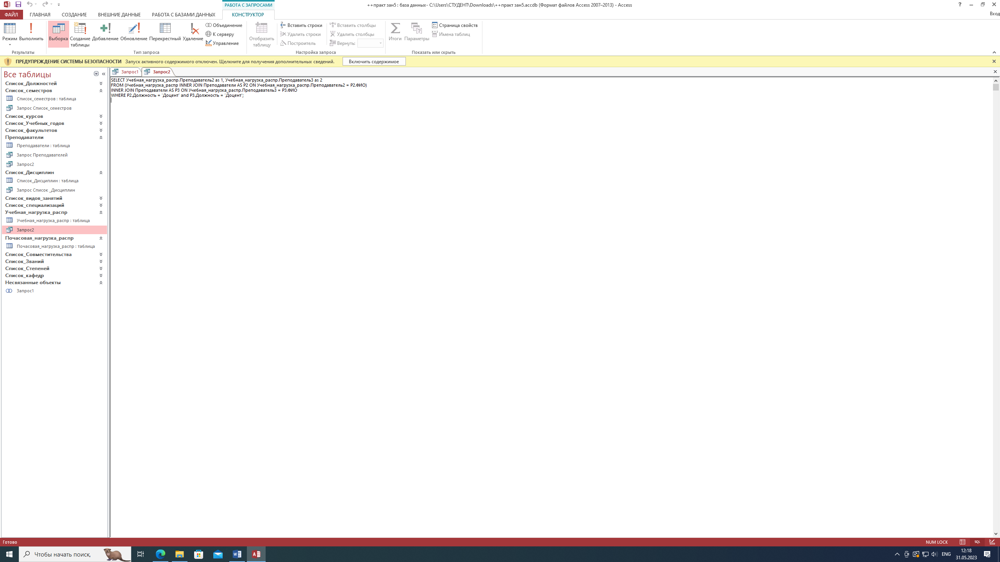 РАБОТА С ЗАПРОСАМИ
++практ зан5 : база данных- C:\Users\СТУДЕНТ\Downloads\++практ зан5.accdb (Формат файлов Access 2007–2013) - Access
ФАЙЛ ГЛАВНАЯ СОЗДАНИЕ ВНЕШНИЕ ДАННЫЕ РАБОТА С БАЗАМИ ДАННЫХ КОНСТРУКТОР Вход
Режим
Выполнить
Результаты
Выборка
Создание таблицы
Добавление
Обновление
Перекрестный
Удаление
Объединение
К серверу
Управление
Тип запроса
Отобразить таблицу
Вставить строки
Удалить строки
Построитель
Вставить столбцы
Удалить столбцы
Вернуть:
Настройка запроса
Итоги
Параметры
Страница свойств
Имена таблиц
Показать или скрыть
ПРЕДУПРЕЖДЕНИЕ СИСТЕМЫ БЕЗОПАСНОСТИ Запуск активного содержимого отключен. Щелкните для получения дополнительных сведений. Включить содержимое
Все таблицы
Список_Должностей
Список_семестров
Список_семестров : таблица
Запрос Список_семестров
Список_курсов
Список_Учебных_годов
Список_факультетов
Преподаватели
Преподаватели : таблица
Запрос Преподавателей
Запрос2
Список_Дисциплин
Список_Дисциплин : таблица
Запрос Список _Дисциплин
Список_видов_занятий
Список_специализаций
Учебная_нагрузка_распр
Учебная_нагрузка_распр : таблица
Запрос2
Почасовая_нагрузка_распр
Почасовая_нагрузка_распр : таблица
Список_Совместительства
Список_Званий
Список_Степеней
Список_кафедр
Несвязанные объекты
Запрос1
Запрос1 Запрос2
SELECT Учебная_нагрузка_распр.Преподаватель2 as 1, Учебная_нагрузка_распр.Преподаватель3 as 2
FROM (Учебная_нагрузка_распр INNER JOIN Преподаватели AS P2 ON Учебная_нагрузка_распр.Преподаватель2 = P2.ФИО)
INNER JOIN Преподаватели AS P3 ON Учебная_нагрузка_распр.Преподаватель3 = P3.ФИО
WHERE P2.Должность = 'Доцент' and P3.Должность = 'Доцент';
Готово NUM LOCK SQL
Чтобы начать поиск,
ENG
12:18
31.05.2023